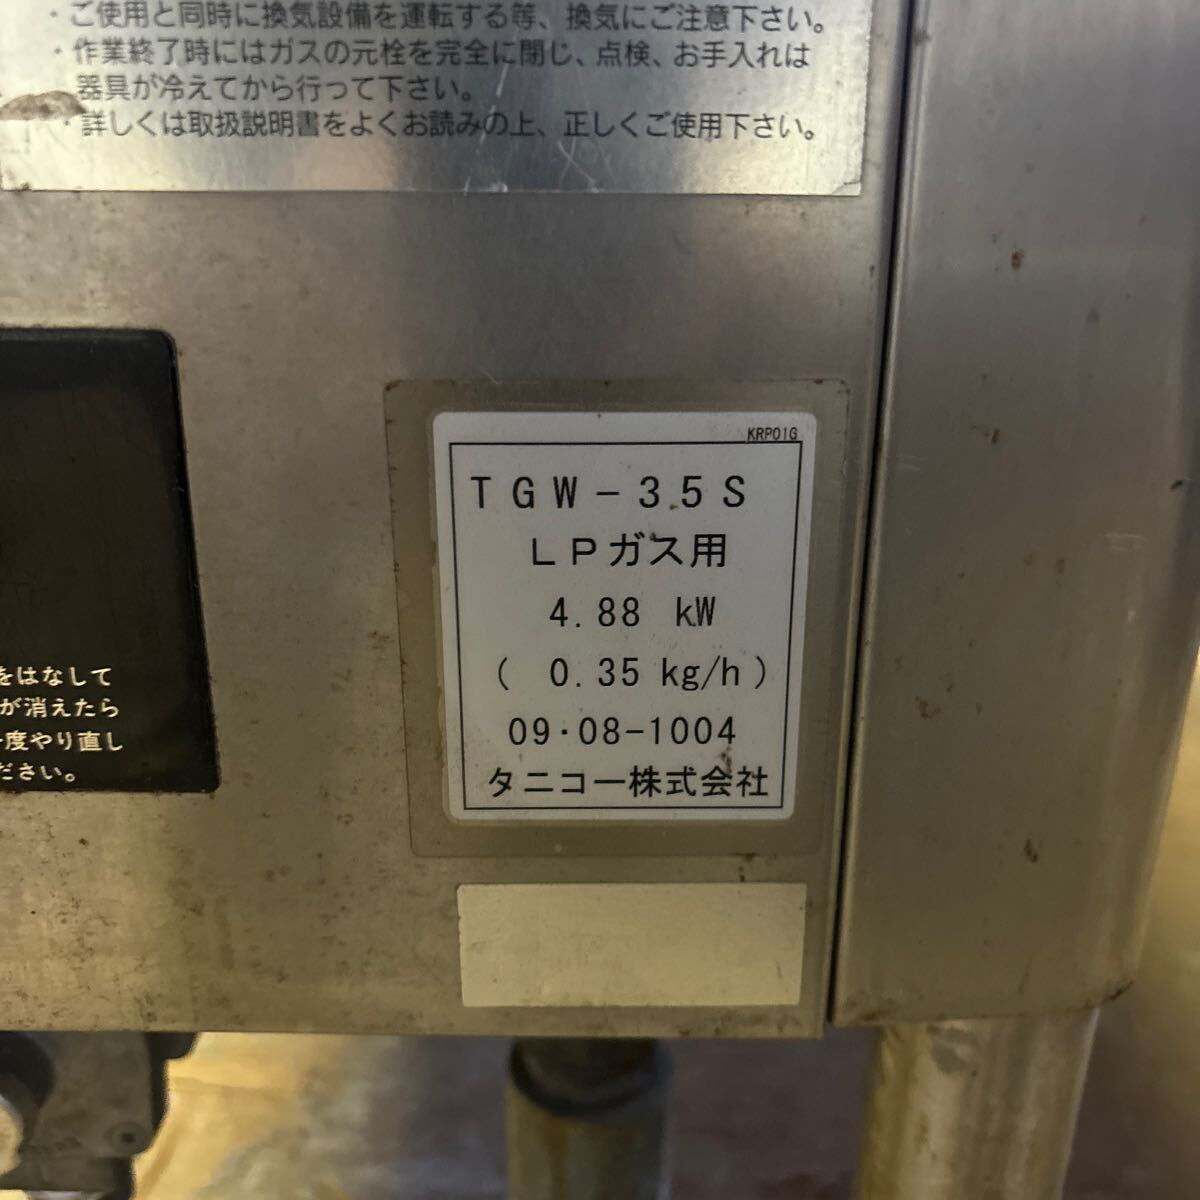 ・ご使用と同時に換気設備を運転する等、換気にご注意下さい。
・作業終了時にはガスの元栓を完全に閉じ、点検、お手入れは
器具が冷えてから行って下さい。
・詳しくは取扱説明書をよくお読みの上、正しくご使用下さい。
KRP01G
TGW-35S
LPガス用
4.88 kW
( 0.35 kg/h )
09・08-1004
タニコー株式会社
をはなして
が消えたら
度やり直し
ださい。